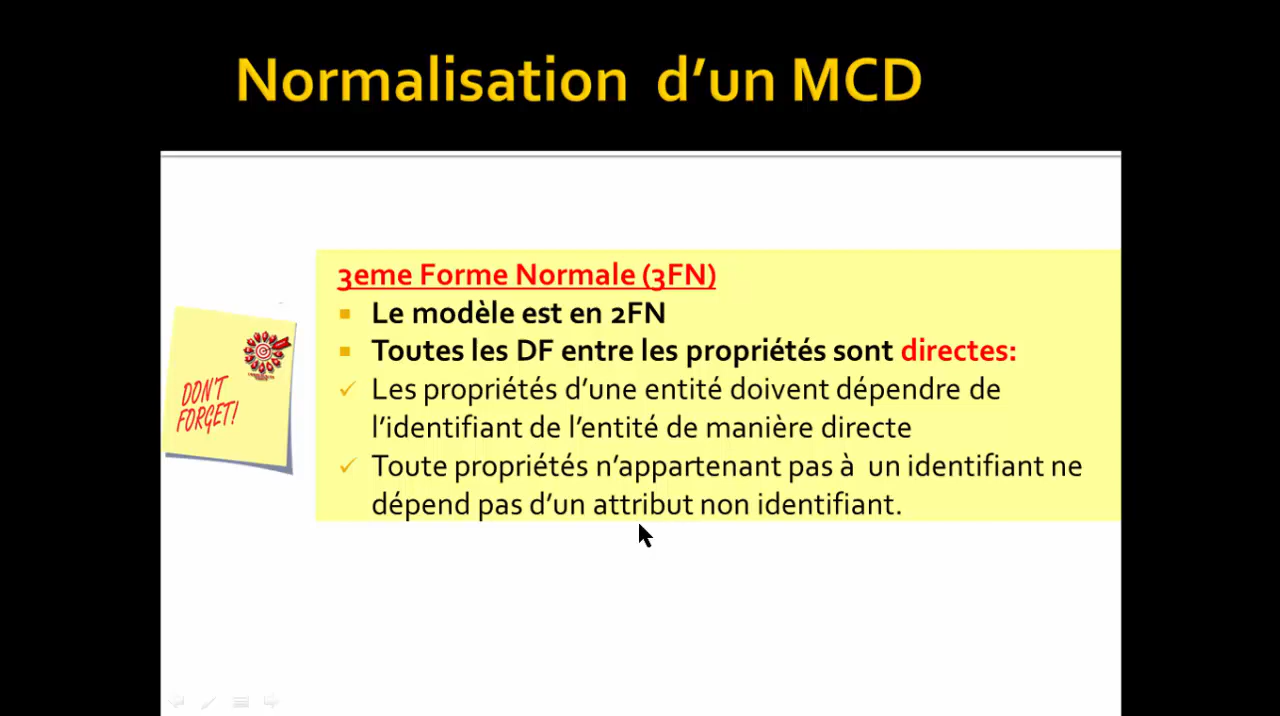 Normalisation d'un MCD
3eme Forme Normale (3FN)
Le modèle est en 2FN
Toutes les DF entre les propriétés sont directes:
Les propriétés d'une entité doivent dépendre de
l'identifiant de l'entité de manière directe
Toute propriétés n'appartenant pas à un identifiant ne
dépend pas d'un attribut non identifiant.
DON'T
FORGET!